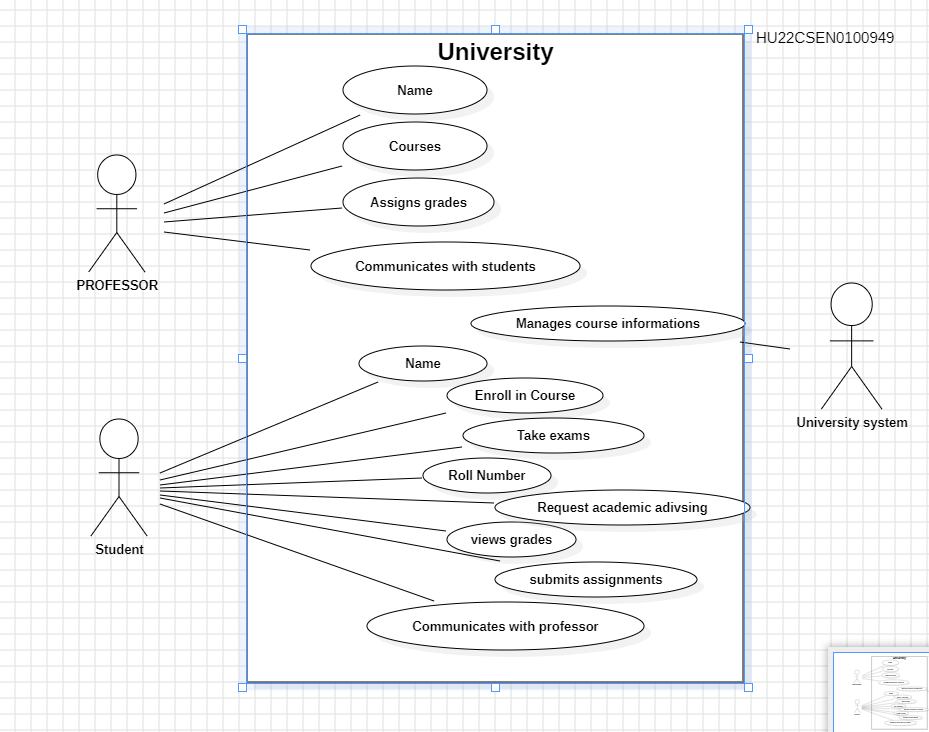 University
HU22CSEN0100949
Name
Courses
Assigns grades
Communicates with students
PROFESSOR
Manages course informations
Name
Enroll in Course
University system
Take exams
Roll Number
Request academic adivsing
views grades
Student
submits assignments
Communicates with professor